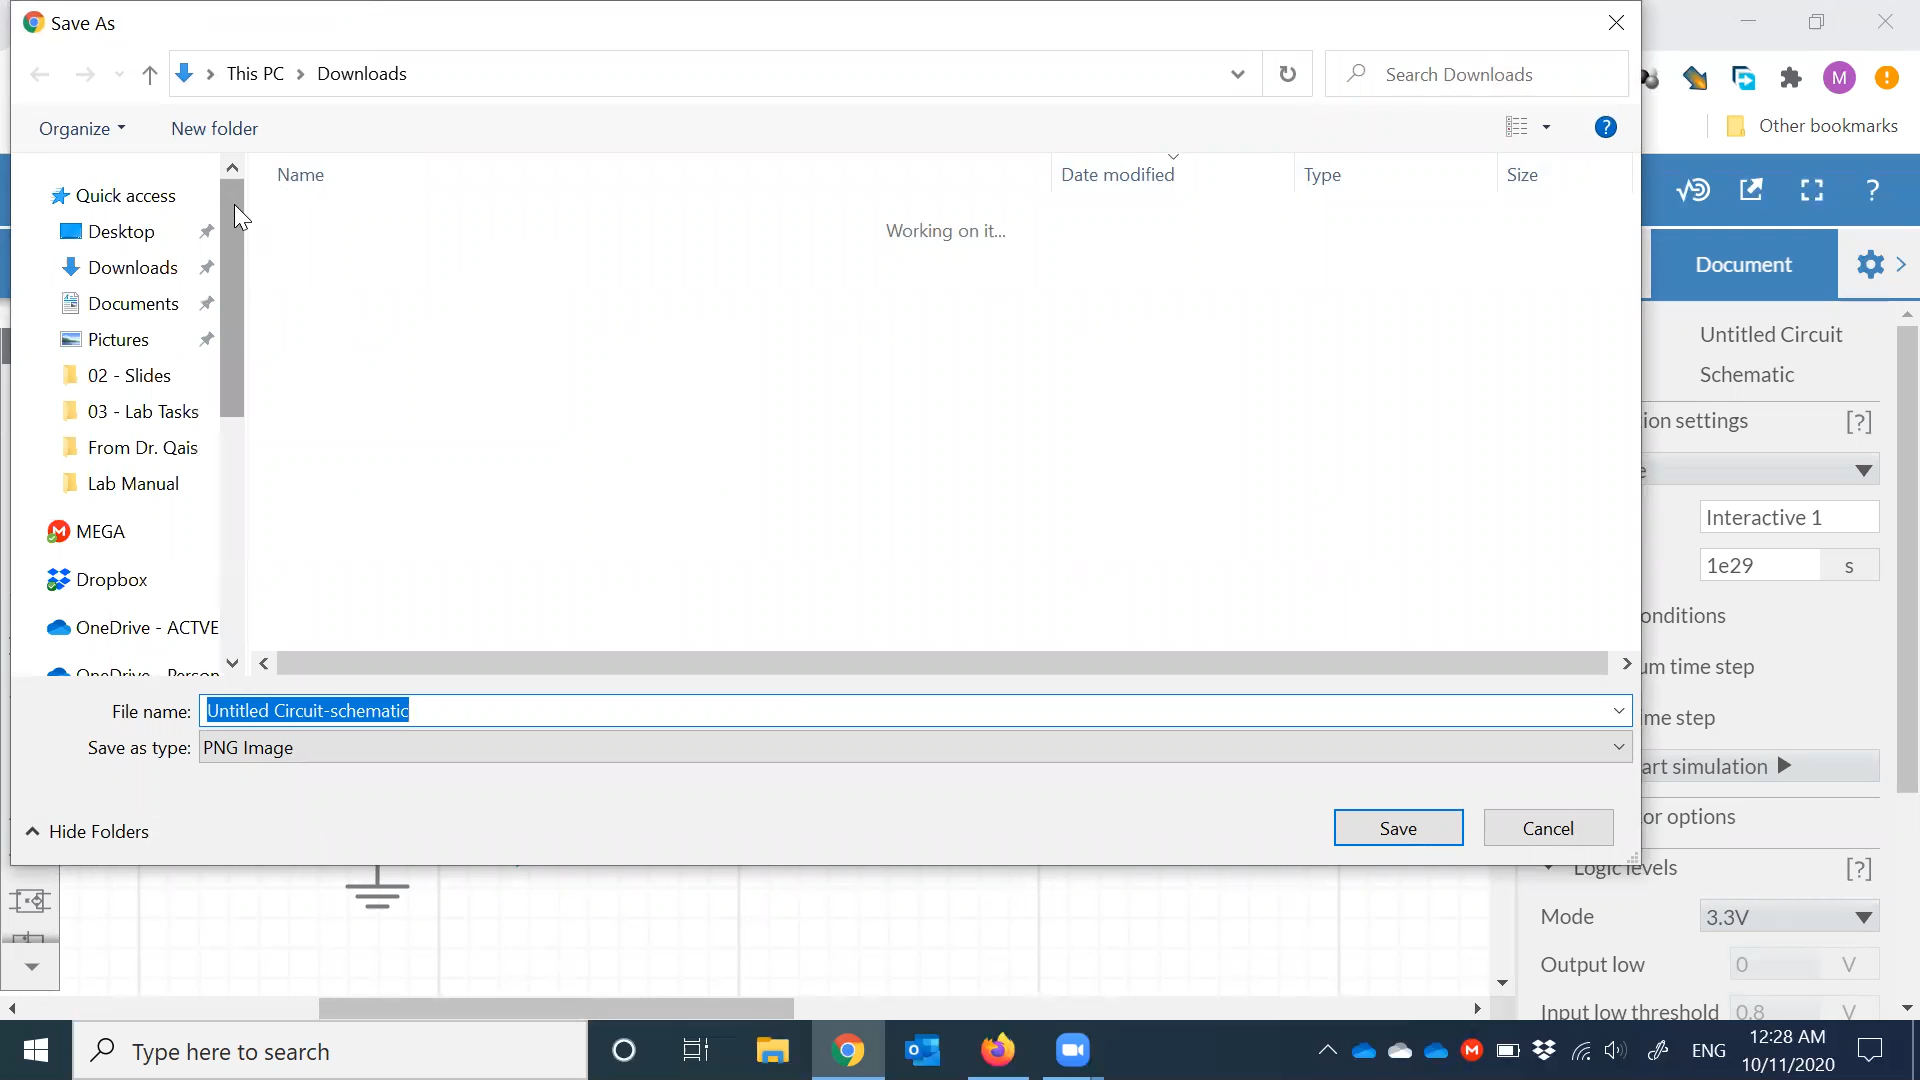 Save As
This PC
Downloads
Search Downloads
M
Organize
New folder
?
Other bookmarks
Name
Date modified
Type
Size
?
Quick access
Working on it...
Desktop
Downloads
Documents
Pictures
02 - Slides
03 - Lab Tasks
From Dr. Qais
Lab Manual
MEGA
Dropbox
OneDrive - ACTVE
OneDrive - Person
Document
Untitled Circuit
Schematic
ion settings
[?]
e
Interactive 1
1e29 s
onditions
um time step
me step
art simulation
or options
File name: Untitled Circuit-schematic
Save as type: PNG Image
Hide Folders
Save
Cancel
Logic levels
[?]
Mode 3.3V
Output low 0 V
Input low threshold 0.8 V
Type here to search
ENG
12:28 AM
10/11/2020